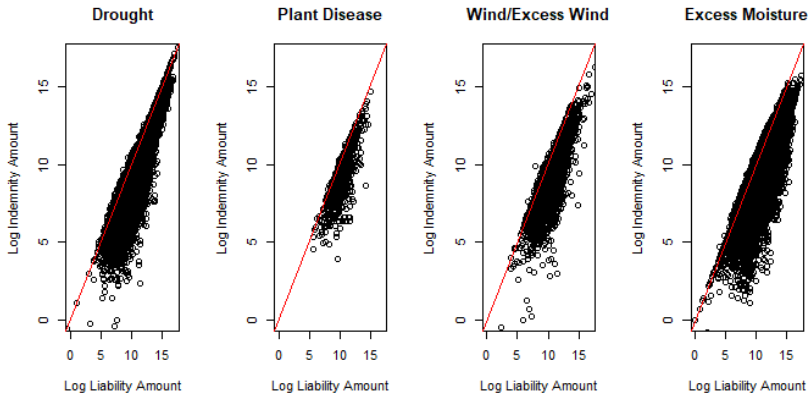 Drought Plant Disease Wind/Excess Wind Excess Moisture
15 15 15 15
10 10 10 10
5 5 5 5
0 0 0 0
Log Indemnity Amount Log Indemnity Amount Log Indemnity Amount Log Indemnity Amount
0 5 10 15 0 5 10 15 0 5 10 15 0 5 10 15
Log Liability Amount Log Liability Amount Log Liability Amount Log Liability Amount